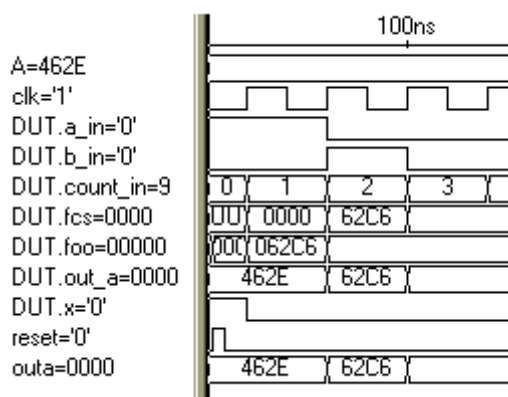 100ns
A=462E
clk='1'
DUT.a_in='0'
DUT.b_in='0'
DUT.count_in=9 0 1 2 3
DUT.fcs=0000 UU 0000 62C6
DUT.foo=00000 000 062C6
DUT.out_a=0000 462E 62C6
DUT.x='0'
reset='0'
outa=0000 462E 62C6